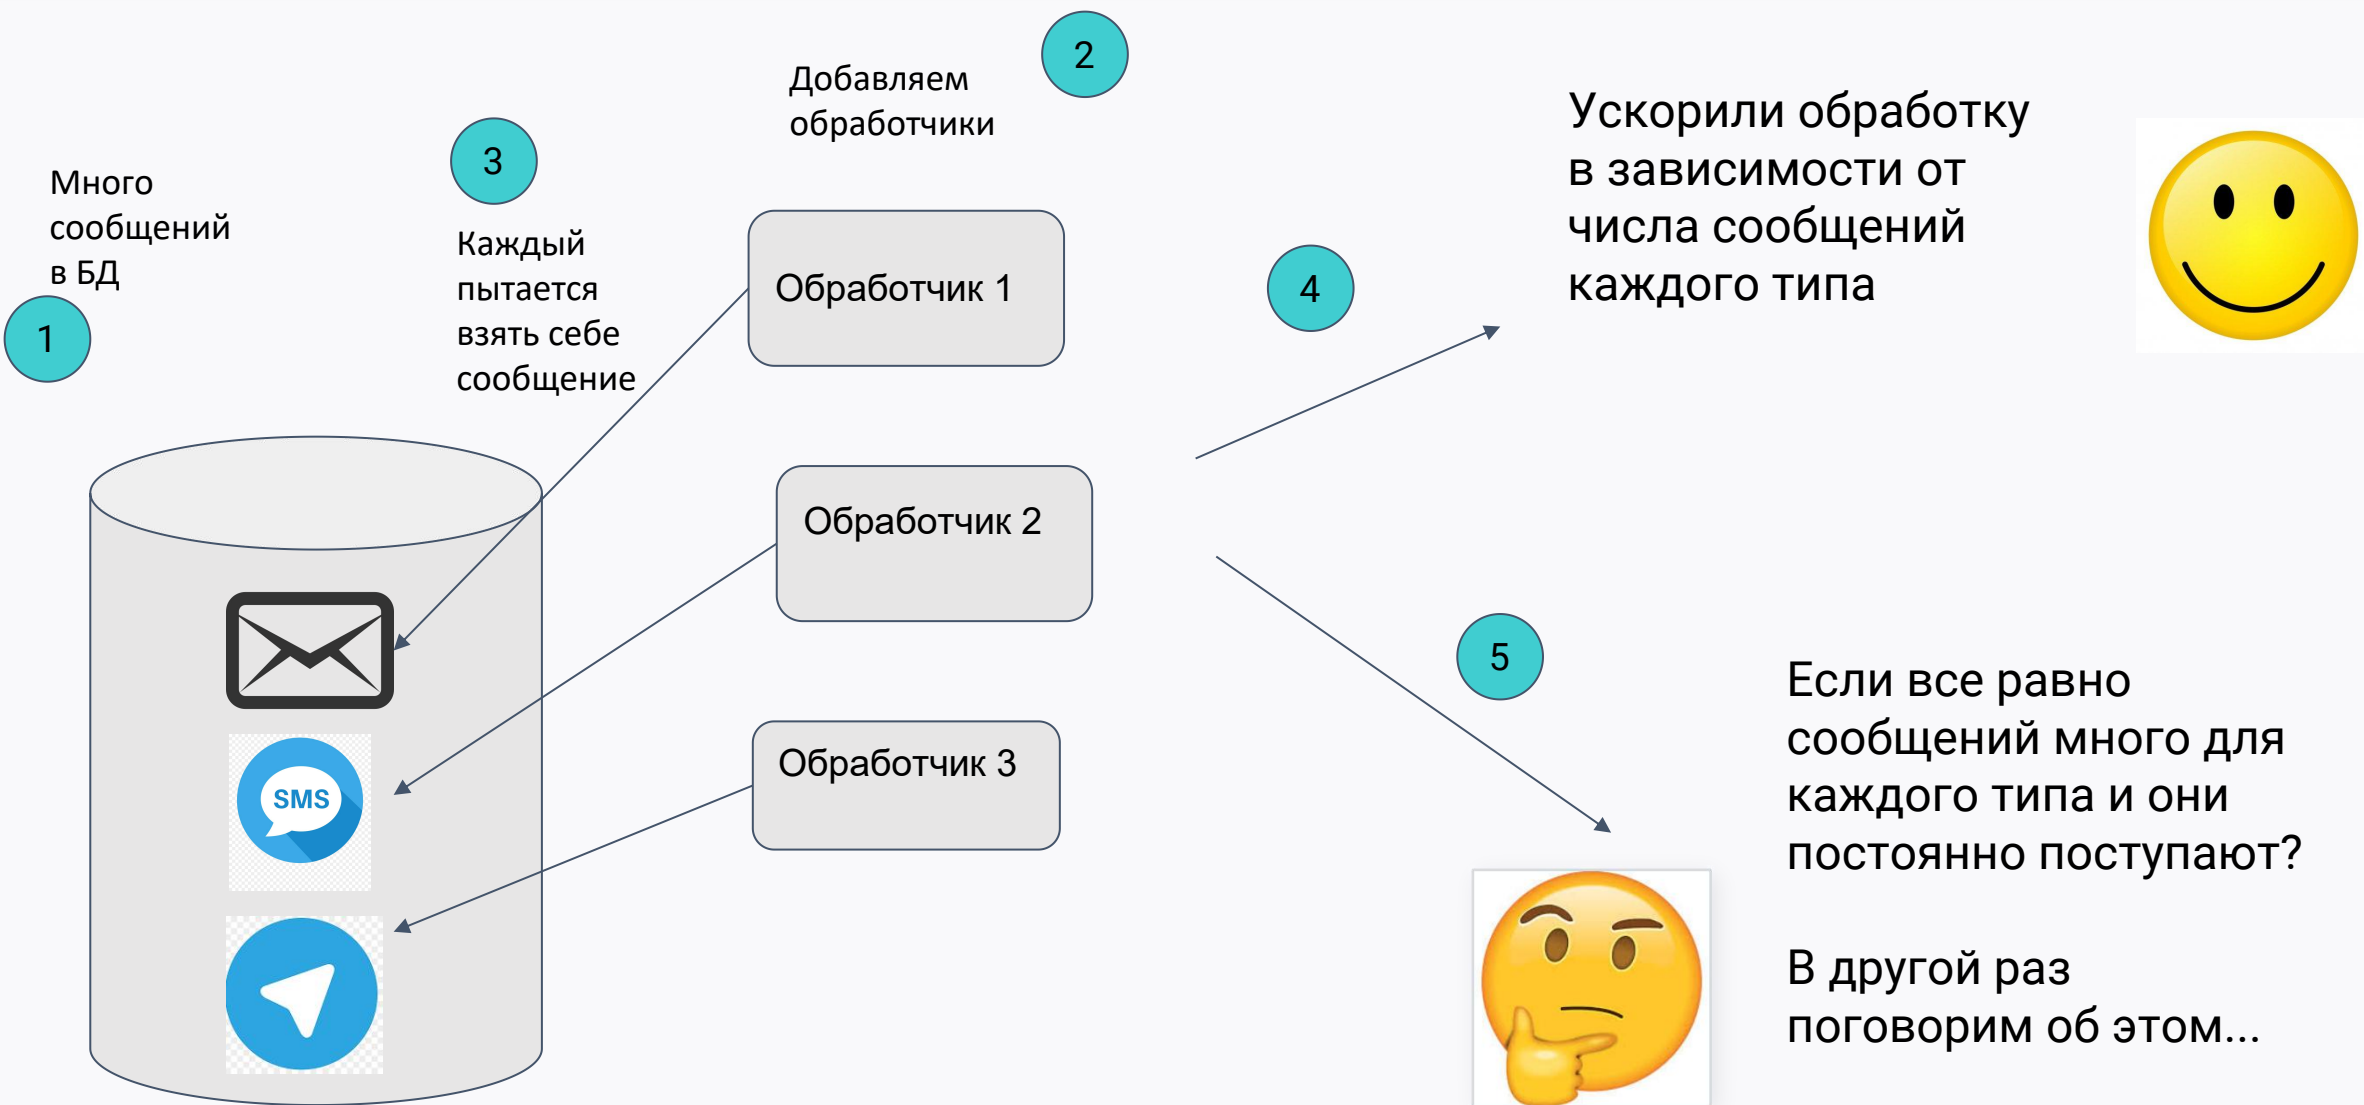 1
Много
сообщений
в БД
3
Каждый
пытается
взять себе
сообщение
2
Добавляем
обработчики
Обработчик 1
Обработчик 2
Обработчик 3
SMS
4
Ускорили обработку
в зависимости от
числа сообщений
каждого типа
5
Если все равно
сообщений много для
каждого типа и они
постоянно поступают?
В другой раз
поговорим об этом...